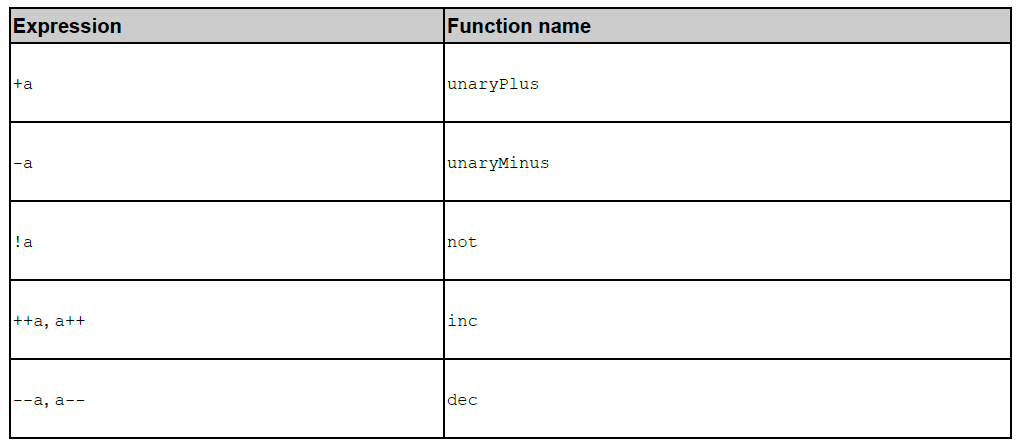 Expression Function name
+a unaryPlus
-a unaryMinus
!a not
++a, a++ inc
--a, a-- dec